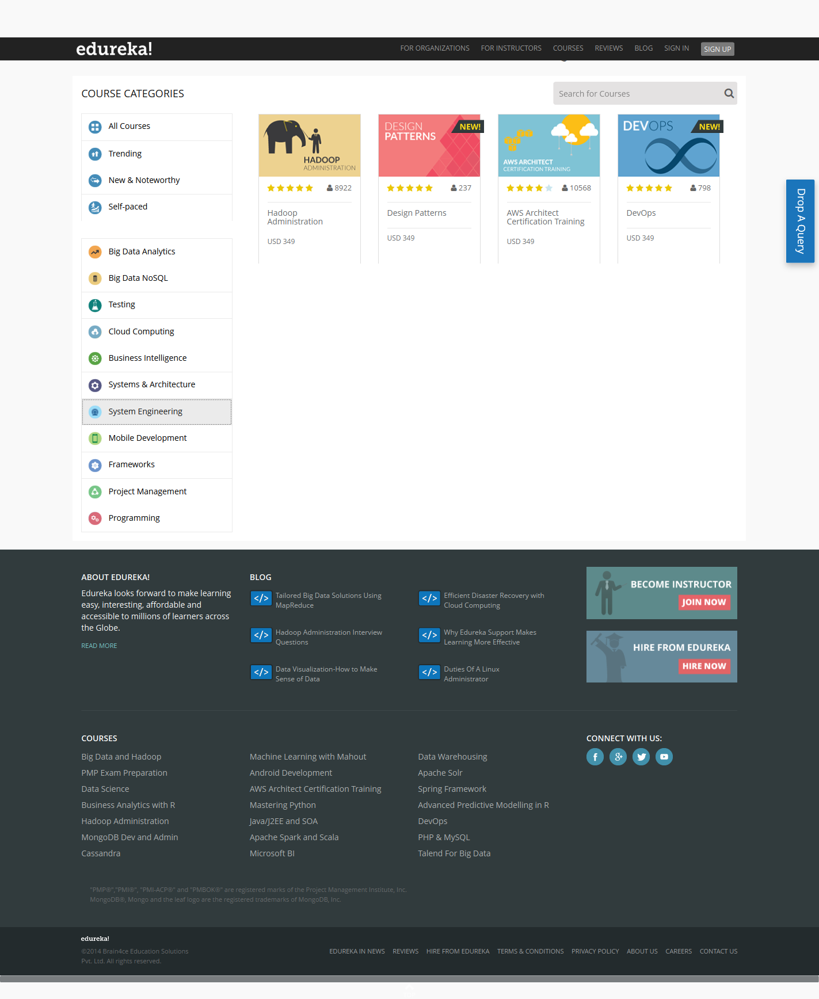 edureka!
FOR ORGANIZATIONS FOR INSTRUCTORS COURSES REVIEWS BLOG SIGN IN SIGN UP
COURSE CATEGORIES
Search for Courses
All Courses
Trending
New & Noteworthy
Self-paced
Big Data Analytics
Big Data NoSQL
Testing
Cloud Computing
Business Intelligence
Systems & Architecture
System Engineering
Mobile Development
Frameworks
Project Management
Programming
HADOOP
ADMINISTRATION
8922
Hadoop
Administration
USD 349
DESIGN
PATTERNS
NEW!
237
Design Patterns
USD 349
AWS ARCHITECT
CERTIFICATION TRAINING
10568
AWS Architect
Certification Training
USD 349
DEVOPS
NEW!
798
DevOps
USD 349
Drop A Query
ABOUT EDUREKA!
Edureka looks forward to make learning
easy, interesting, affordable and
accessible to millions of learners across
the Globe.
READ MORE
BLOG
</> Tailored Big Data Solutions Using
MapReduce
</> Efficient Disaster Recovery with
Cloud Computing
</> Hadoop Administration Interview
Questions
</> Why Edureka Support Makes
Learning More Effective
</> Data Visualization-How to Make
Sense of Data
</> Duties Of A Linux
Administrator
BECOME INSTRUCTOR
JOIN NOW
HIRE FROM EDUREKA
HIRE NOW
COURSES
Big Data and Hadoop
PMP Exam Preparation
Data Science
Business Analytics with R
Hadoop Administration
MongoDB Dev and Admin
Cassandra
Machine Learning with Mahout
Android Development
AWS Architect Certification Training
Mastering Python
Java/J2EE and SOA
Apache Spark and Scala
Microsoft BI
Data Warehousing
Apache Solr
Spring Framework
Advanced Predictive Modelling in R
DevOps
PHP & MySQL
Talend For Big Data
CONNECT WITH US:
"PMP®","PMI®", "PMI-ACP®" and "PMBOK®" are registered marks of the Project Management Institute, Inc.
MongoDB®, Mongo and the leaf logo are the registered trademarks of MongoDB, Inc.
edureka!
©2014 Brain4ce Education Solutions
Pvt. Ltd. All rights reserved.
EDUREKA IN NEWS REVIEWS HIRE FROM EDUREKA TERMS & CONDITIONS PRIVACY POLICY ABOUT US CAREERS CONTACT US